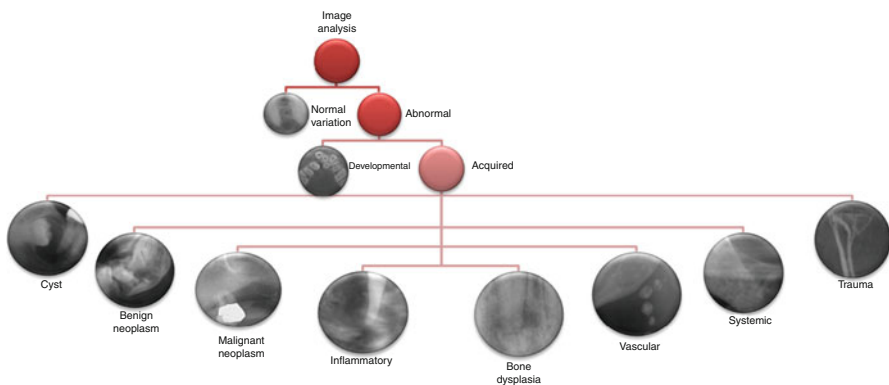 Image
analysis
Normal
variation
Abnormal
Developmental
Acquired
Cyst
Benign
neoplasm
Malignant
neoplasm
Inflammatory
Bone
dysplasia
Vascular
Systemic
Trauma